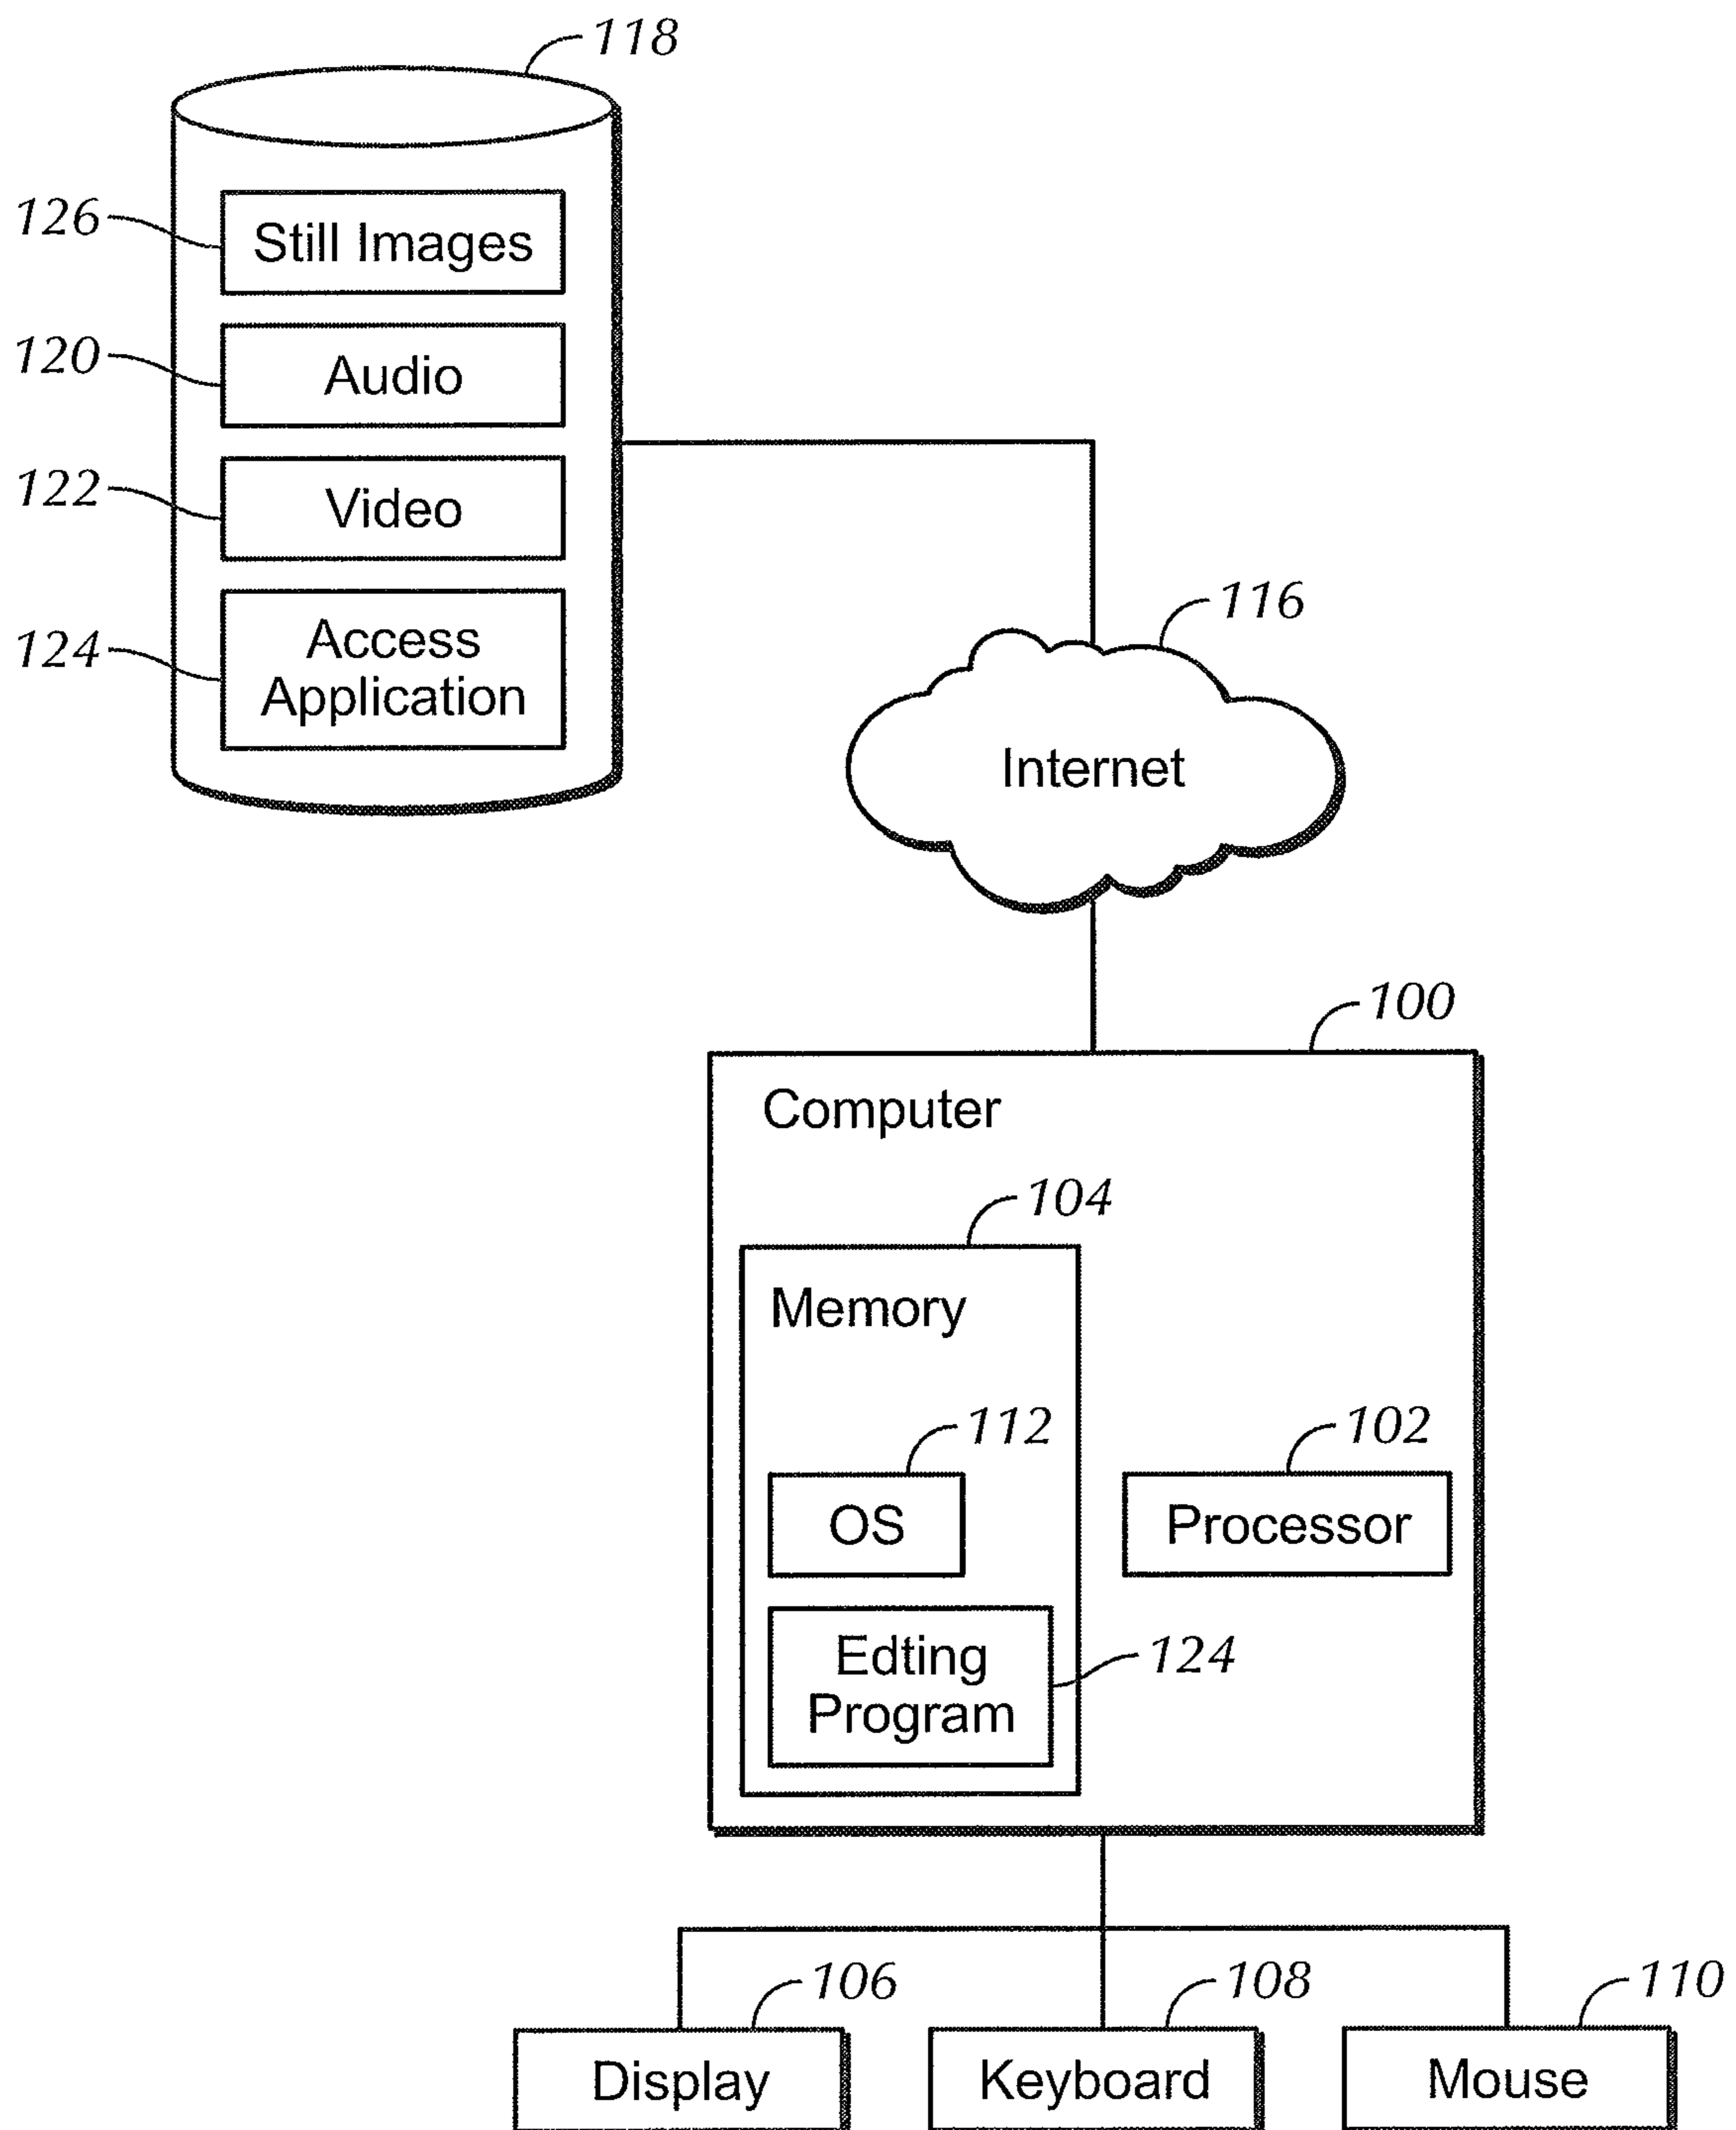 118
126
Still Images
120
Audio
122
Video
124
Access
Application
116
Internet
100
Computer
104
Memory
112
OS
102
Processor
Edting
Program
124
106
Display
108
Keyboard
110
Mouse